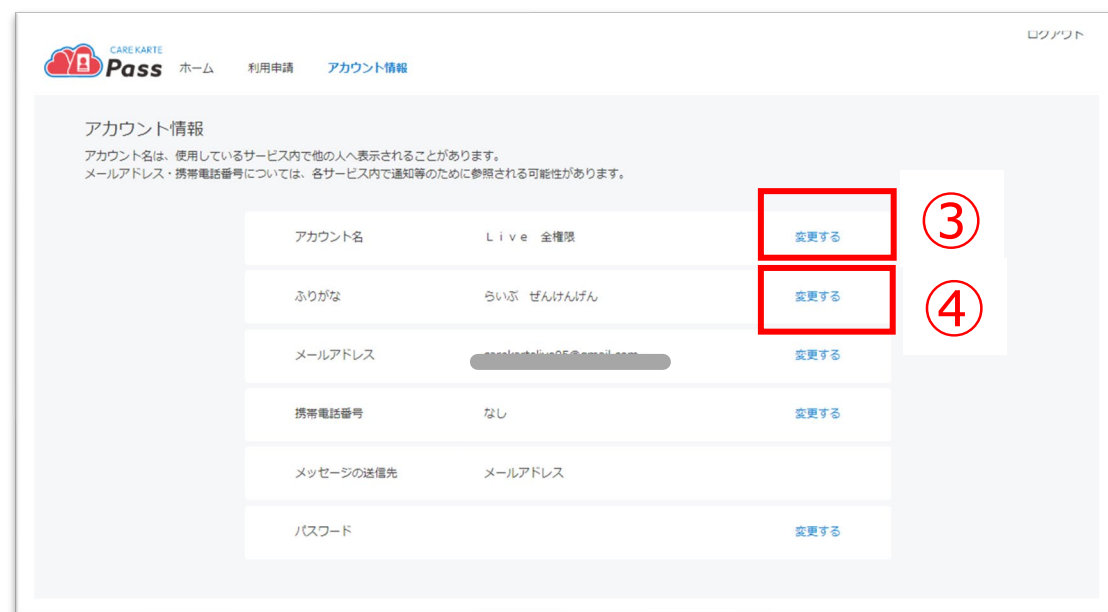 ログアウト
CARE KARTE
Pass ホーム 利用申請 アカウント情報
アカウント情報
アカウント名は、使用しているサービス内で他の人へ表示されることがあります。
メールアドレス・携帯電話番号については、各サービス内で通知等のために参照される可能性があります。
アカウント名 Ｌｉｖｅ　全権限 変更する ③
ふりがな らいぶ　ぜんけんげん 変更する ④
メールアドレス 変更する
携帯電話番号 なし 変更する
メッセージの送信先 メールアドレス
パスワード 変更する